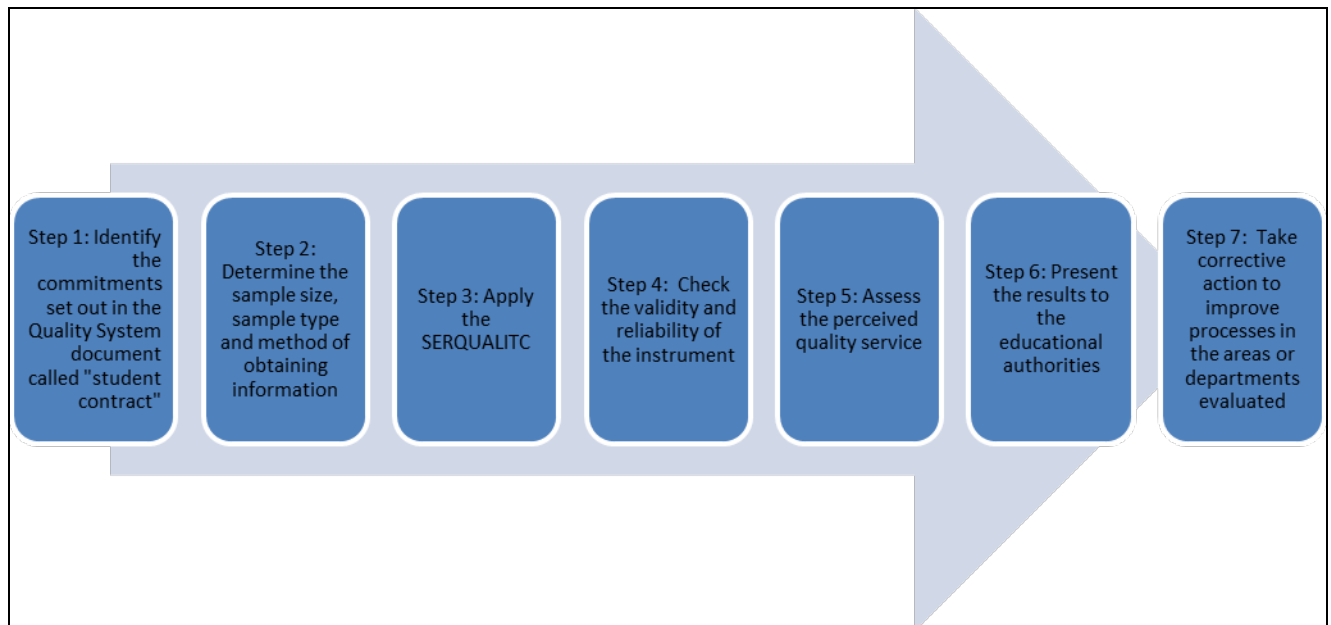 Step 1: Identify
the
commitments
set out in the
Quality System
document
called "student
contract"
Step 2:
Determine the
sample size,
sample type
and method of
obtaining
information
Step 3: Apply
the
SERQUALITC
Step 4: Check
the validity and
reliability of
the instrument
Step 5: Assess
the perceived
quality service
Step 6: Present
the results to
the
educational
authorities
Step 7: Take
corrective
action to
improve
processes in
the areas or
departments
evaluated